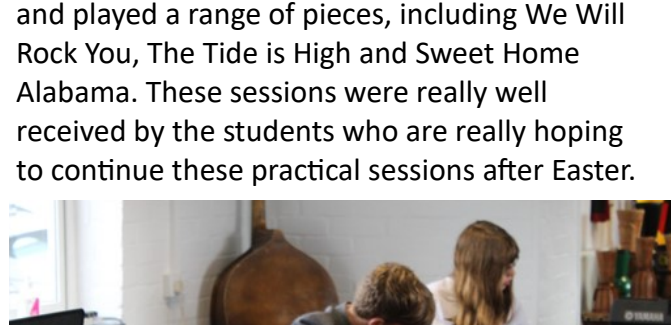 and played a range of pieces, including We Will
Rock You, The Tide is High and Sweet Home
Alabama. These sessions were really well
received by the students who are really hoping
to continue these practical sessions after Easter.
YAMAHA